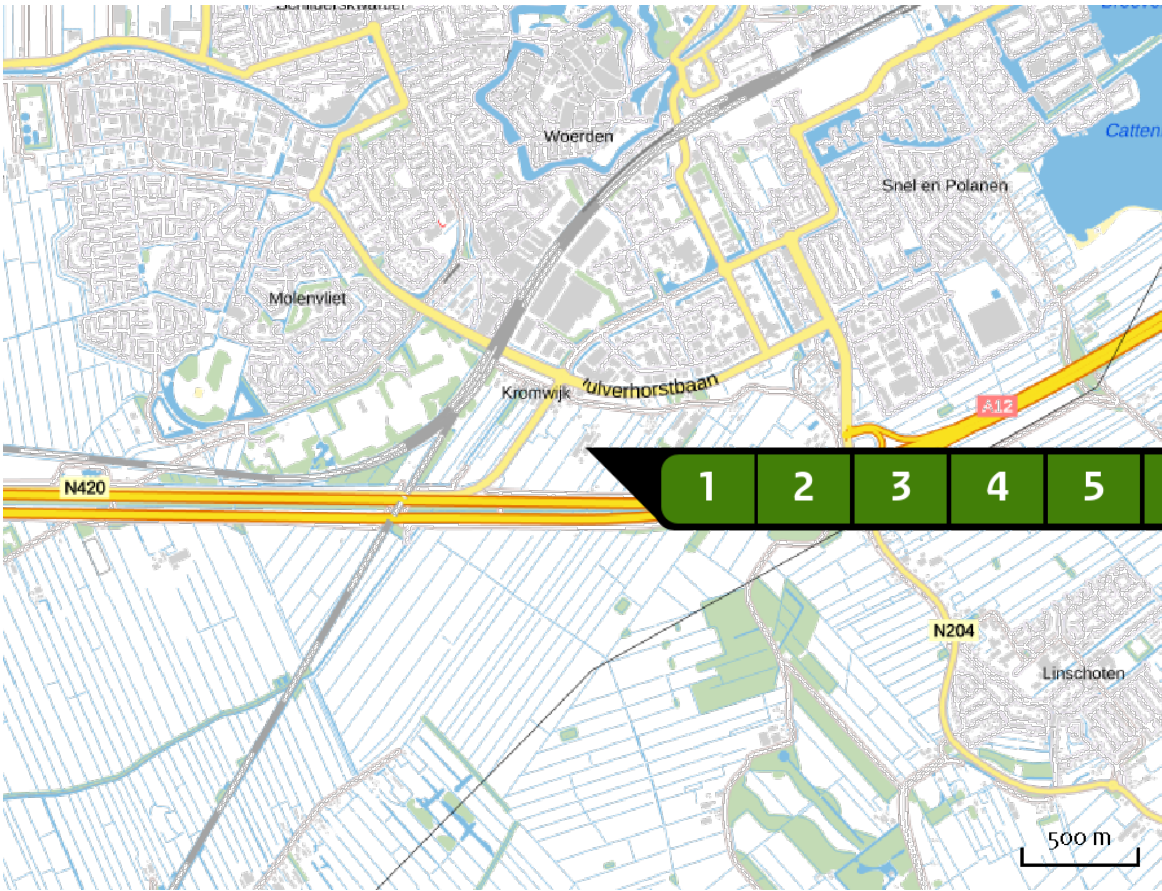 Woerden
Catten
Snel en Polanen
Molenvliet
Kromwijk
ulverhorstbaan
A12
N420
1 2 3 4 5
N204
Linschoten
500 m